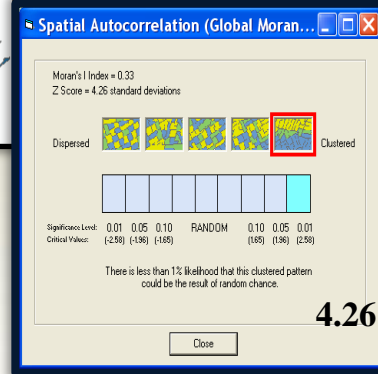 Spatial Autocorrelation (Global Moran...
Moran's I Index = 0.33
Z Score = 4.26 standard deviations
Dispersed
Clustered
Significance Level: 0.01 0.05 0.10 RANDOM 0.10 0.05 0.01
Critical Values: (-2.58) (-1.96) (-1.65) (1.65) (1.96) (2.58)
There is less than 1% likelihood that this clustered pattern
could be the result of random chance.
4.26
Close